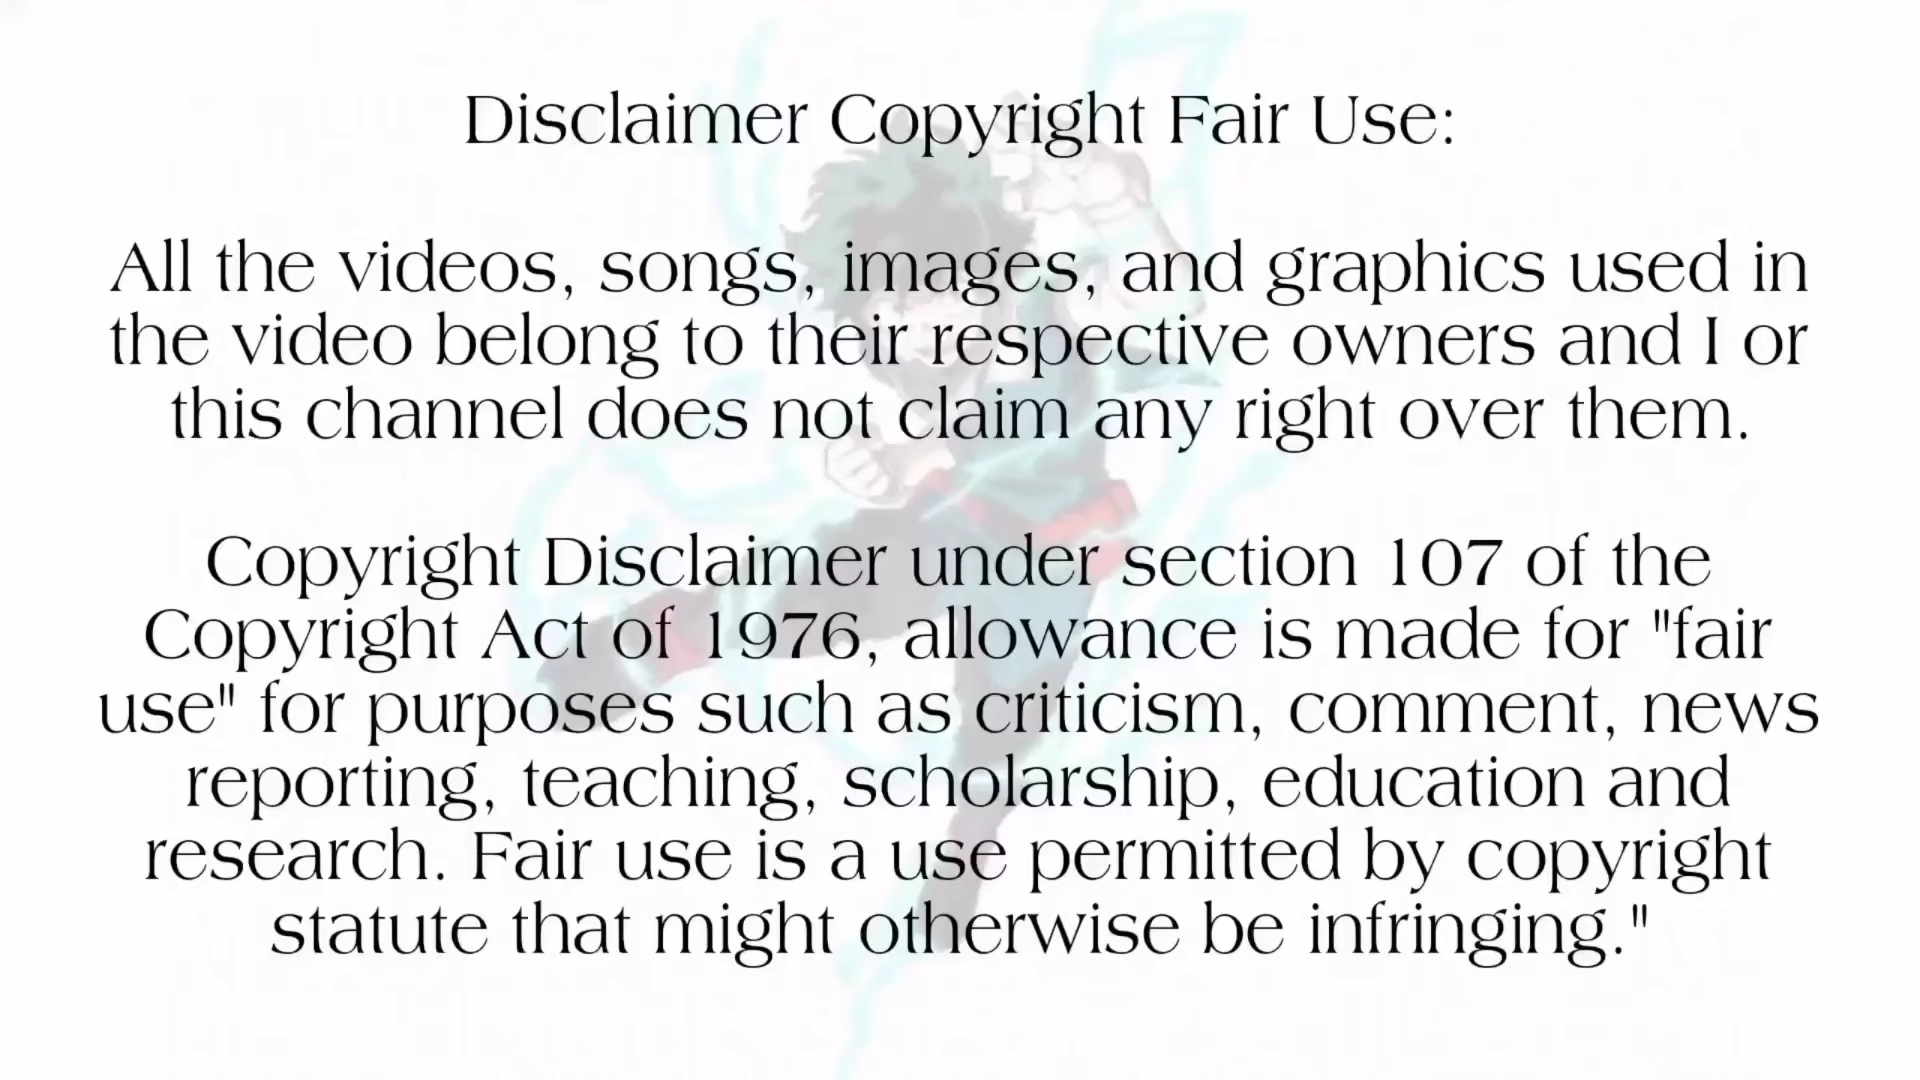 Disclaimer Copyright Fair Use:
All the videos, songs, images, and graphics used in
the video belong to their respective owners and I or
this channel does not claim any right over them.
Copyright Disclaimer under section 107 of the
Copyright Act of 1976, allowance is made for "fair
use" for purposes such as criticism, comment, news
reporting, teaching, scholarship, education and
research. Fair use is a use permitted by copyright
statute that might otherwise be infringing."